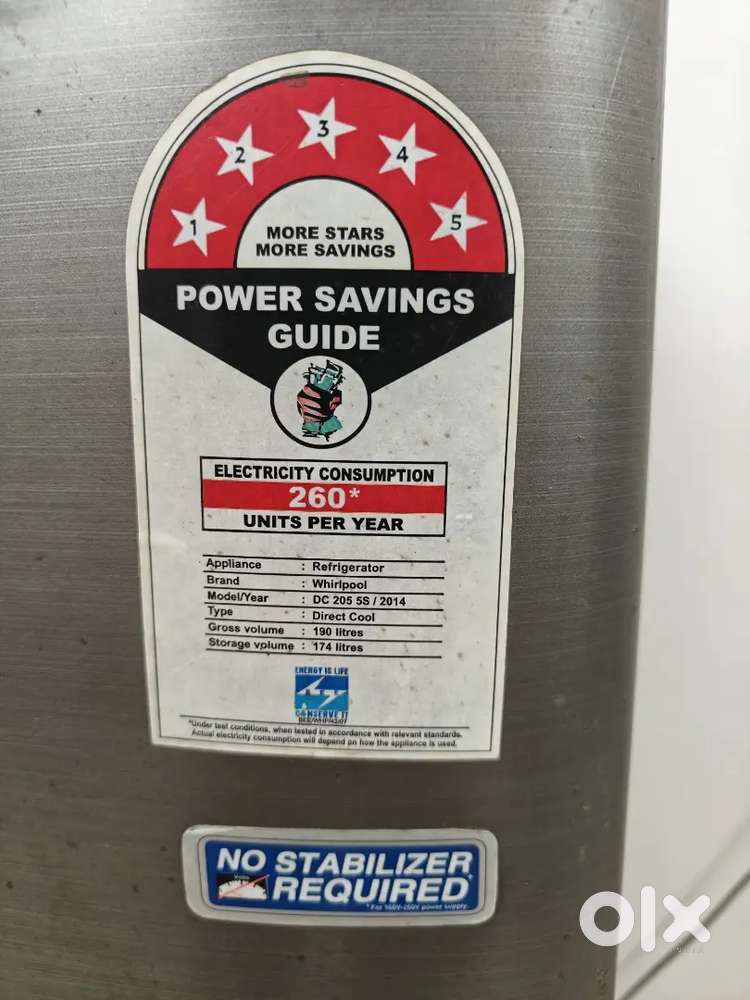 1 2 3 4 5
MORE STARS
MORE SAVINGS
POWER SAVINGS
GUIDE
ELECTRICITY CONSUMPTION
260*
UNITS PER YEAR
Appliance : Refrigerator
Brand : Whirlpool
Model/Year : DC 205 5S / 2014
Type : Direct Cool
Gross volume : 190 litres
Storage volume : 174 litres
ENERGY IS LIFE
CONSERVE IT
*Under test conditions, when tested in accordance with relevant standards.
Actual electricity consumption will depend on how the appliance is used.
NO STABILIZER
REQUIRED*
power supply.
olx